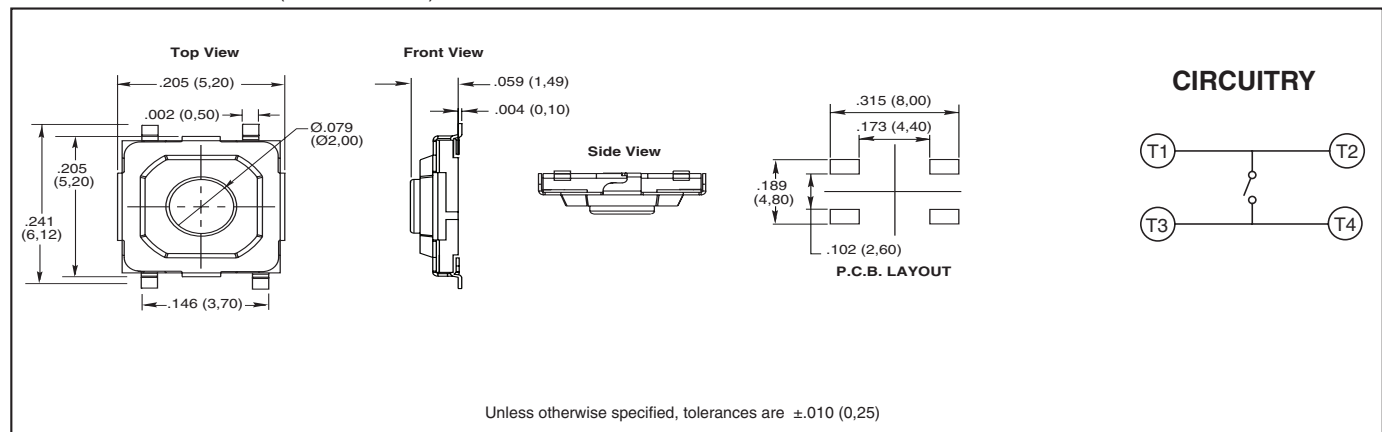 Top View
.205 (5,20)
.002 (0,50)
Ø.079
(Ø2,00)
.205
(5,20)
.241
(6,12)
.146 (3,70)
Front View
.059 (1,49)
.004 (0,10)
Side View
.315 (8,00)
.173 (4,40)
.189
(4,80)
.102 (2,60)
P.C.B. LAYOUT
CIRCUITRY
T1
T2
T3
T4
Unless otherwise specified, tolerances are ±.010 (0,25)